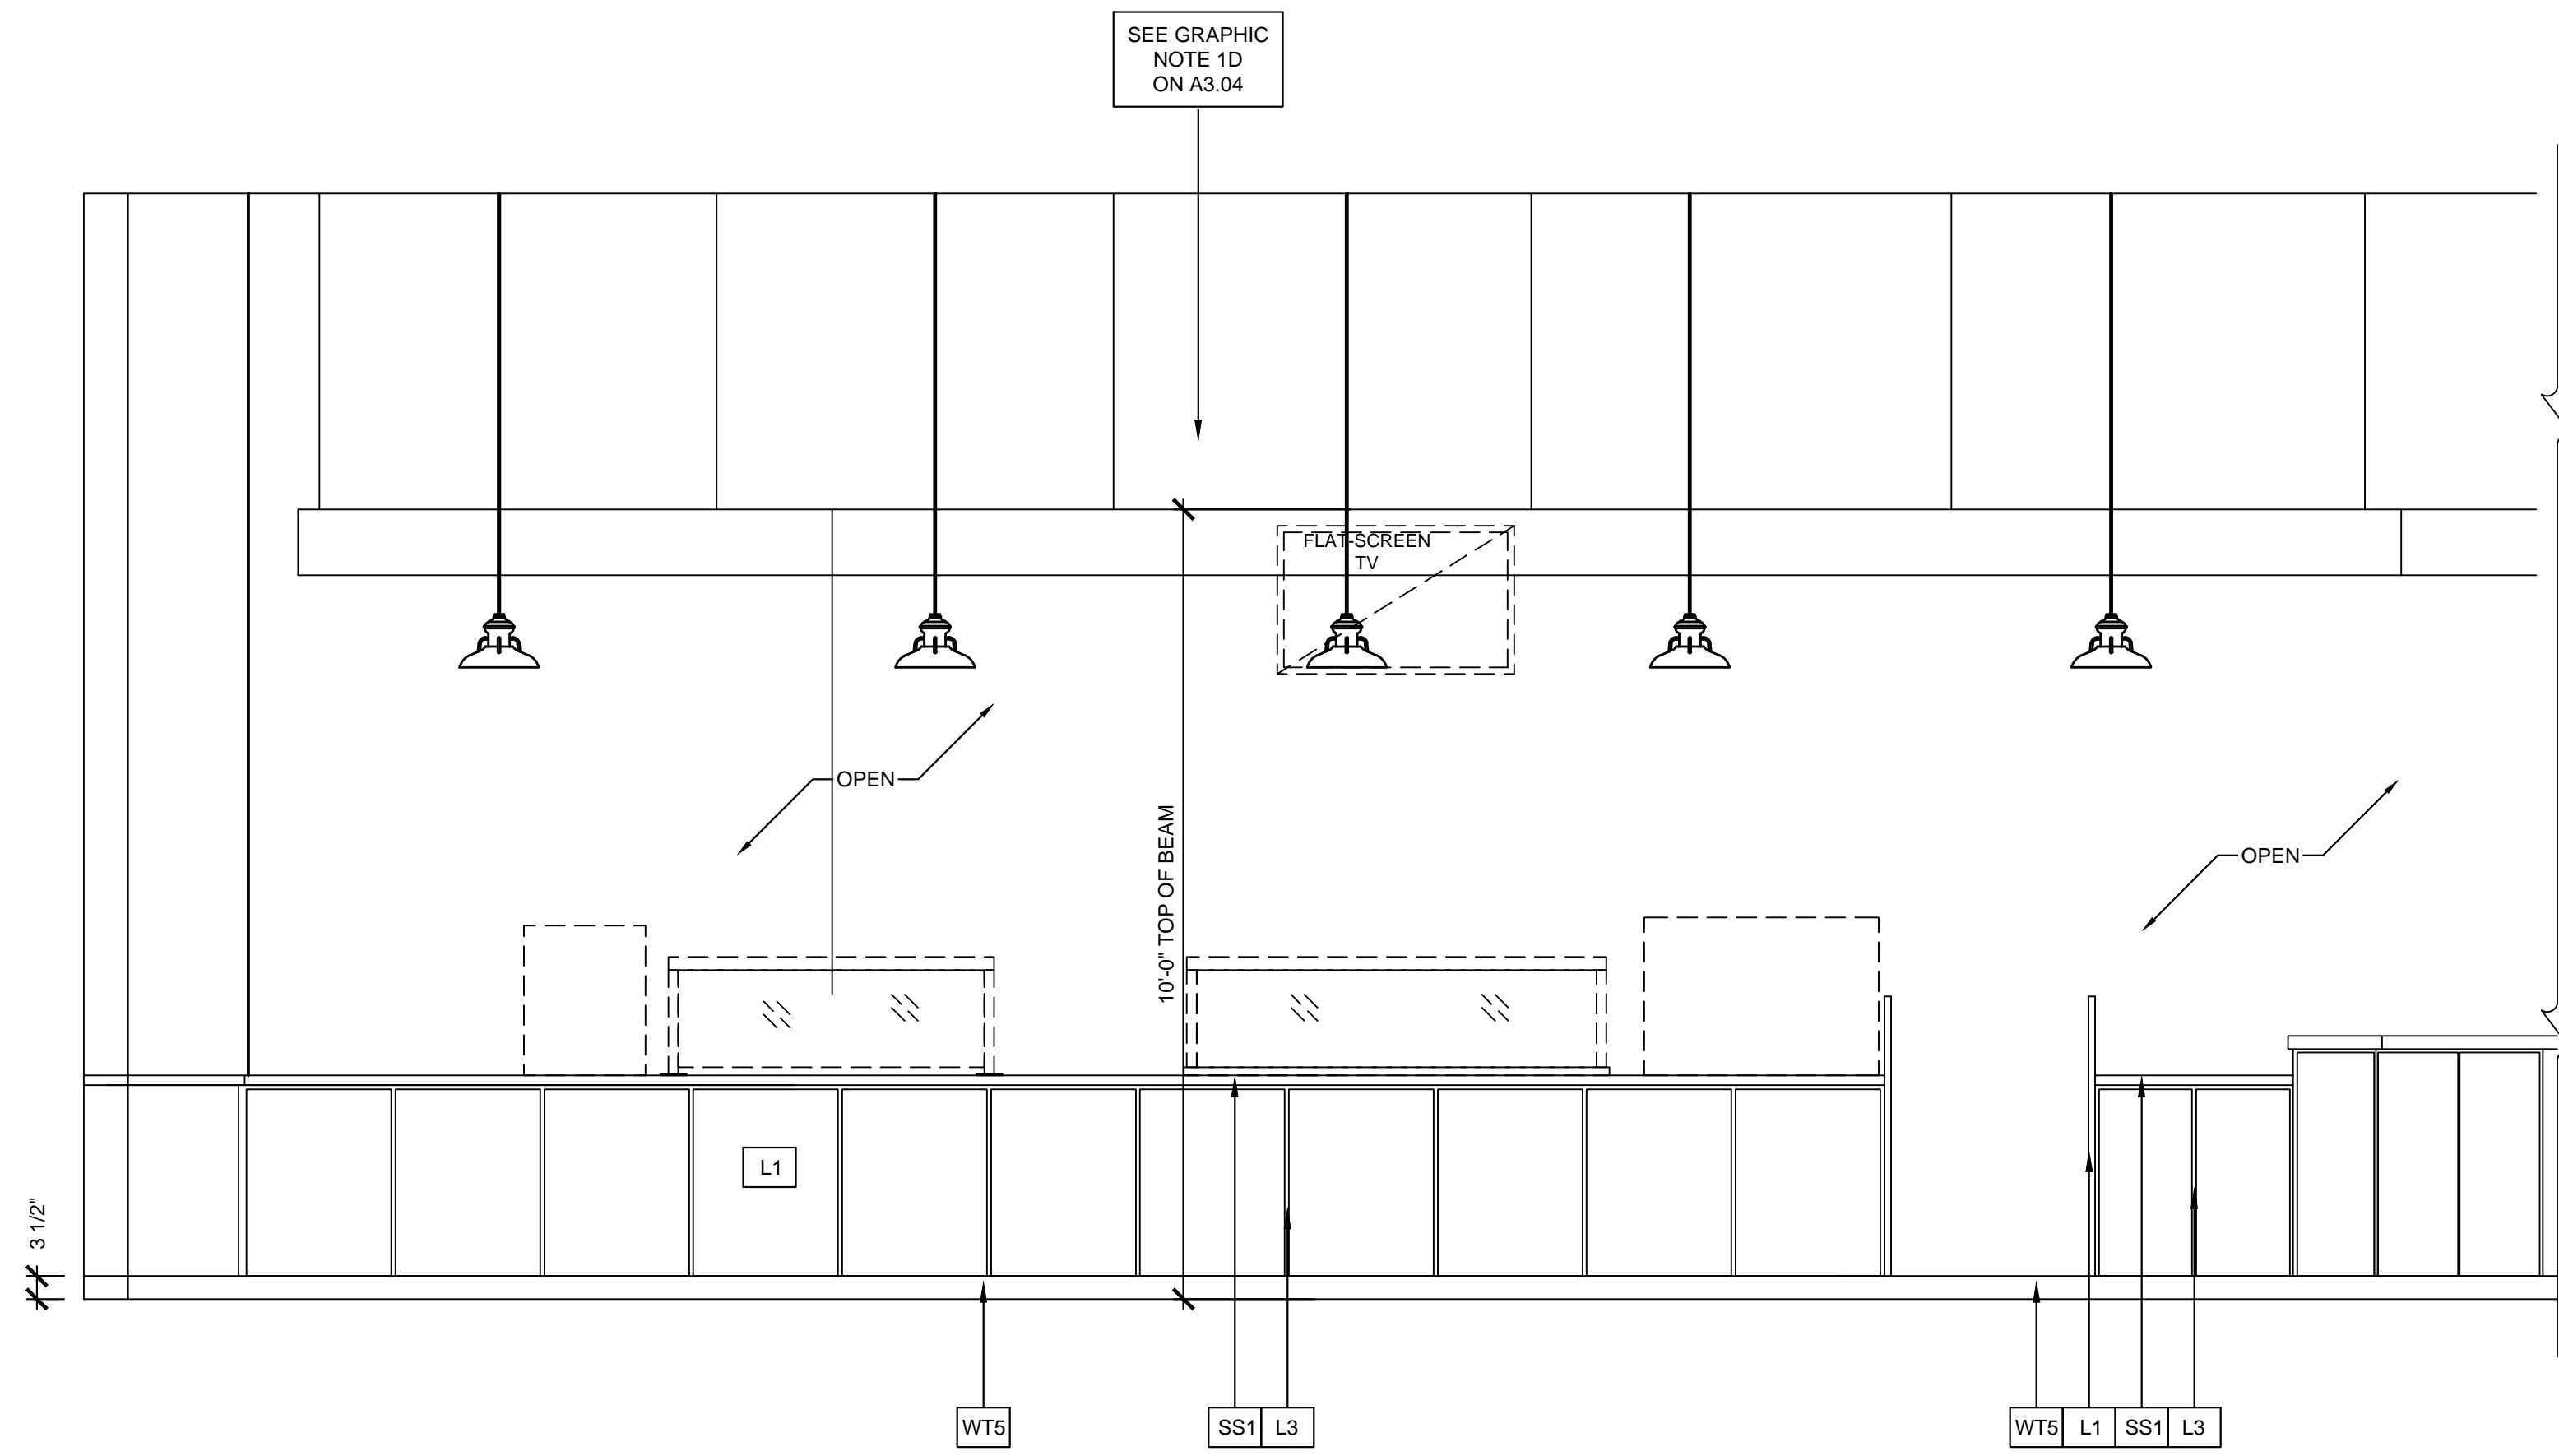 SEE GRAPHIC
NOTE 1D
ON A3.04
FLAT-SCREEN
TV
OPEN
OPEN
10'-0" TOP OF BEAM
L1
3 1/2"
WT5
SS1
L3
WT5
L1
SS1
L3